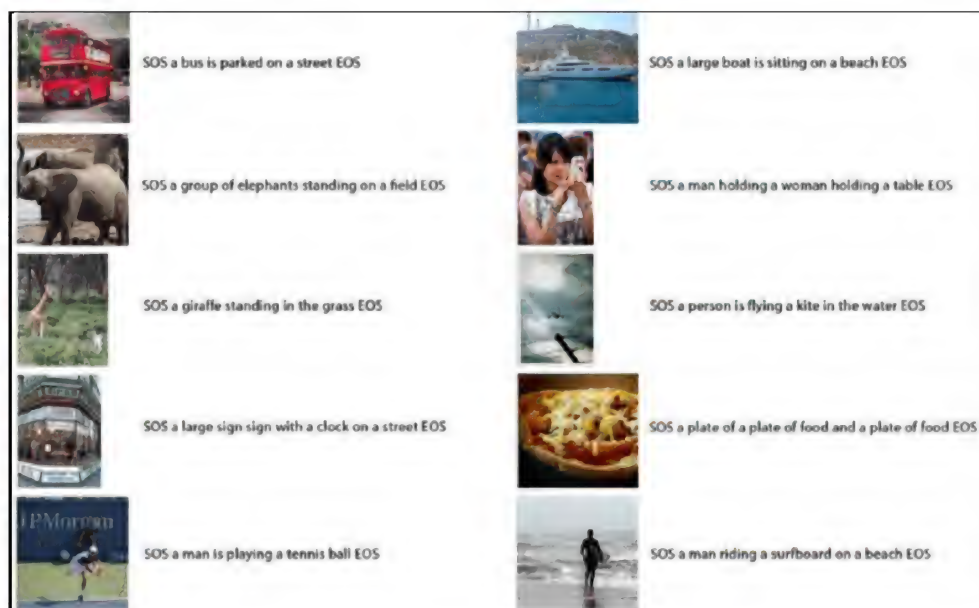 SOS a bus is parked on a street EOS
SOS a large boat is sitting on a beach EOS
SOS a group of elephants standing on a field EOS
SOS a man holding a woman holding a table EOS
SOS a giraffe standing in the grass EOS
SOS a person is flying a kite in the water EOS
SOS a large sign sign with a clock on a street EOS
SOS a plate of a plate of food and a plate of food EOS
J.P.Morgan
SOS a man is playing a tennis ball EOS
SOS a man riding a surfboard on a beach EOS